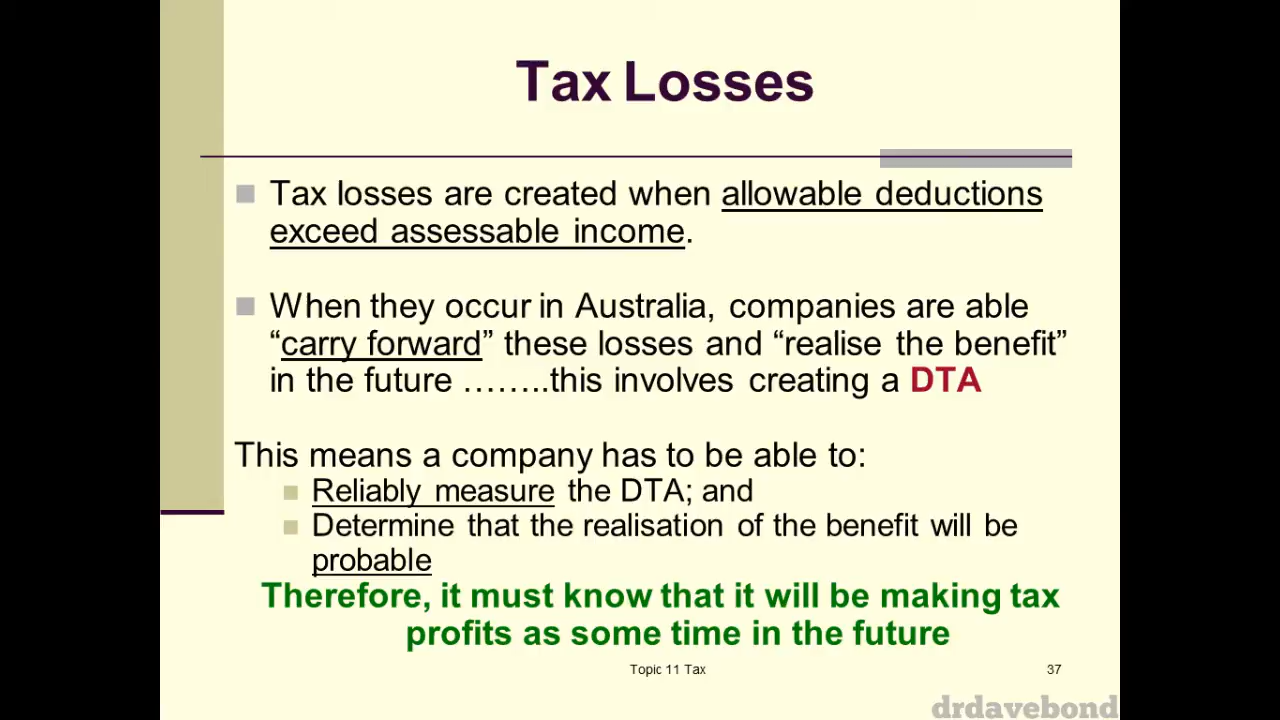 Tax Losses
Tax losses are created when allowable deductions
exceed assessable income.
When they occur in Australia, companies are able
“carry forward” these losses and “realise the benefit”
in the future ……..this involves creating a DTA
This means a company has to be able to:
Reliably measure the DTA; and
Determine that the realisation of the benefit will be
probable
Therefore, it must know that it will be making tax
profits as some time in the future
Topic 11 Tax
37
drdavebond